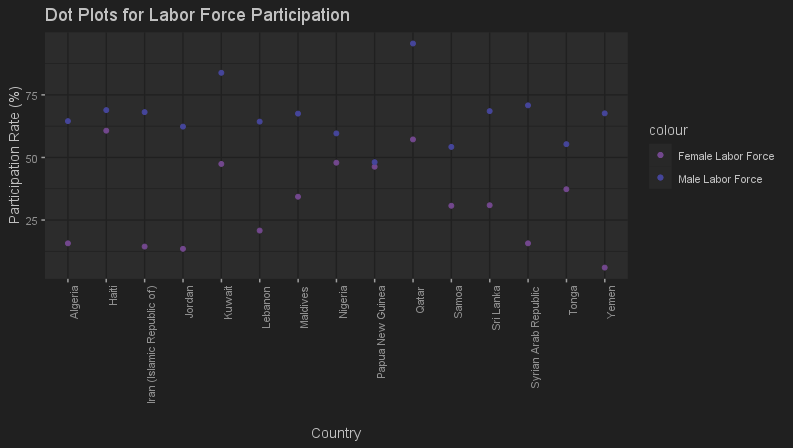 Dot Plots for Labor Force Participation
Participation Rate (%)
75
50
25
Algeria
Haiti
Iran (Islamic Republic of)
Jordan
Kuwait
Lebanon
Maldives
Nigeria
Papua New Guinea
Qatar
Samoa
Sri Lanka
Syrian Arab Republic
Tonga
Yemen
Country
colour
Female Labor Force
Male Labor Force